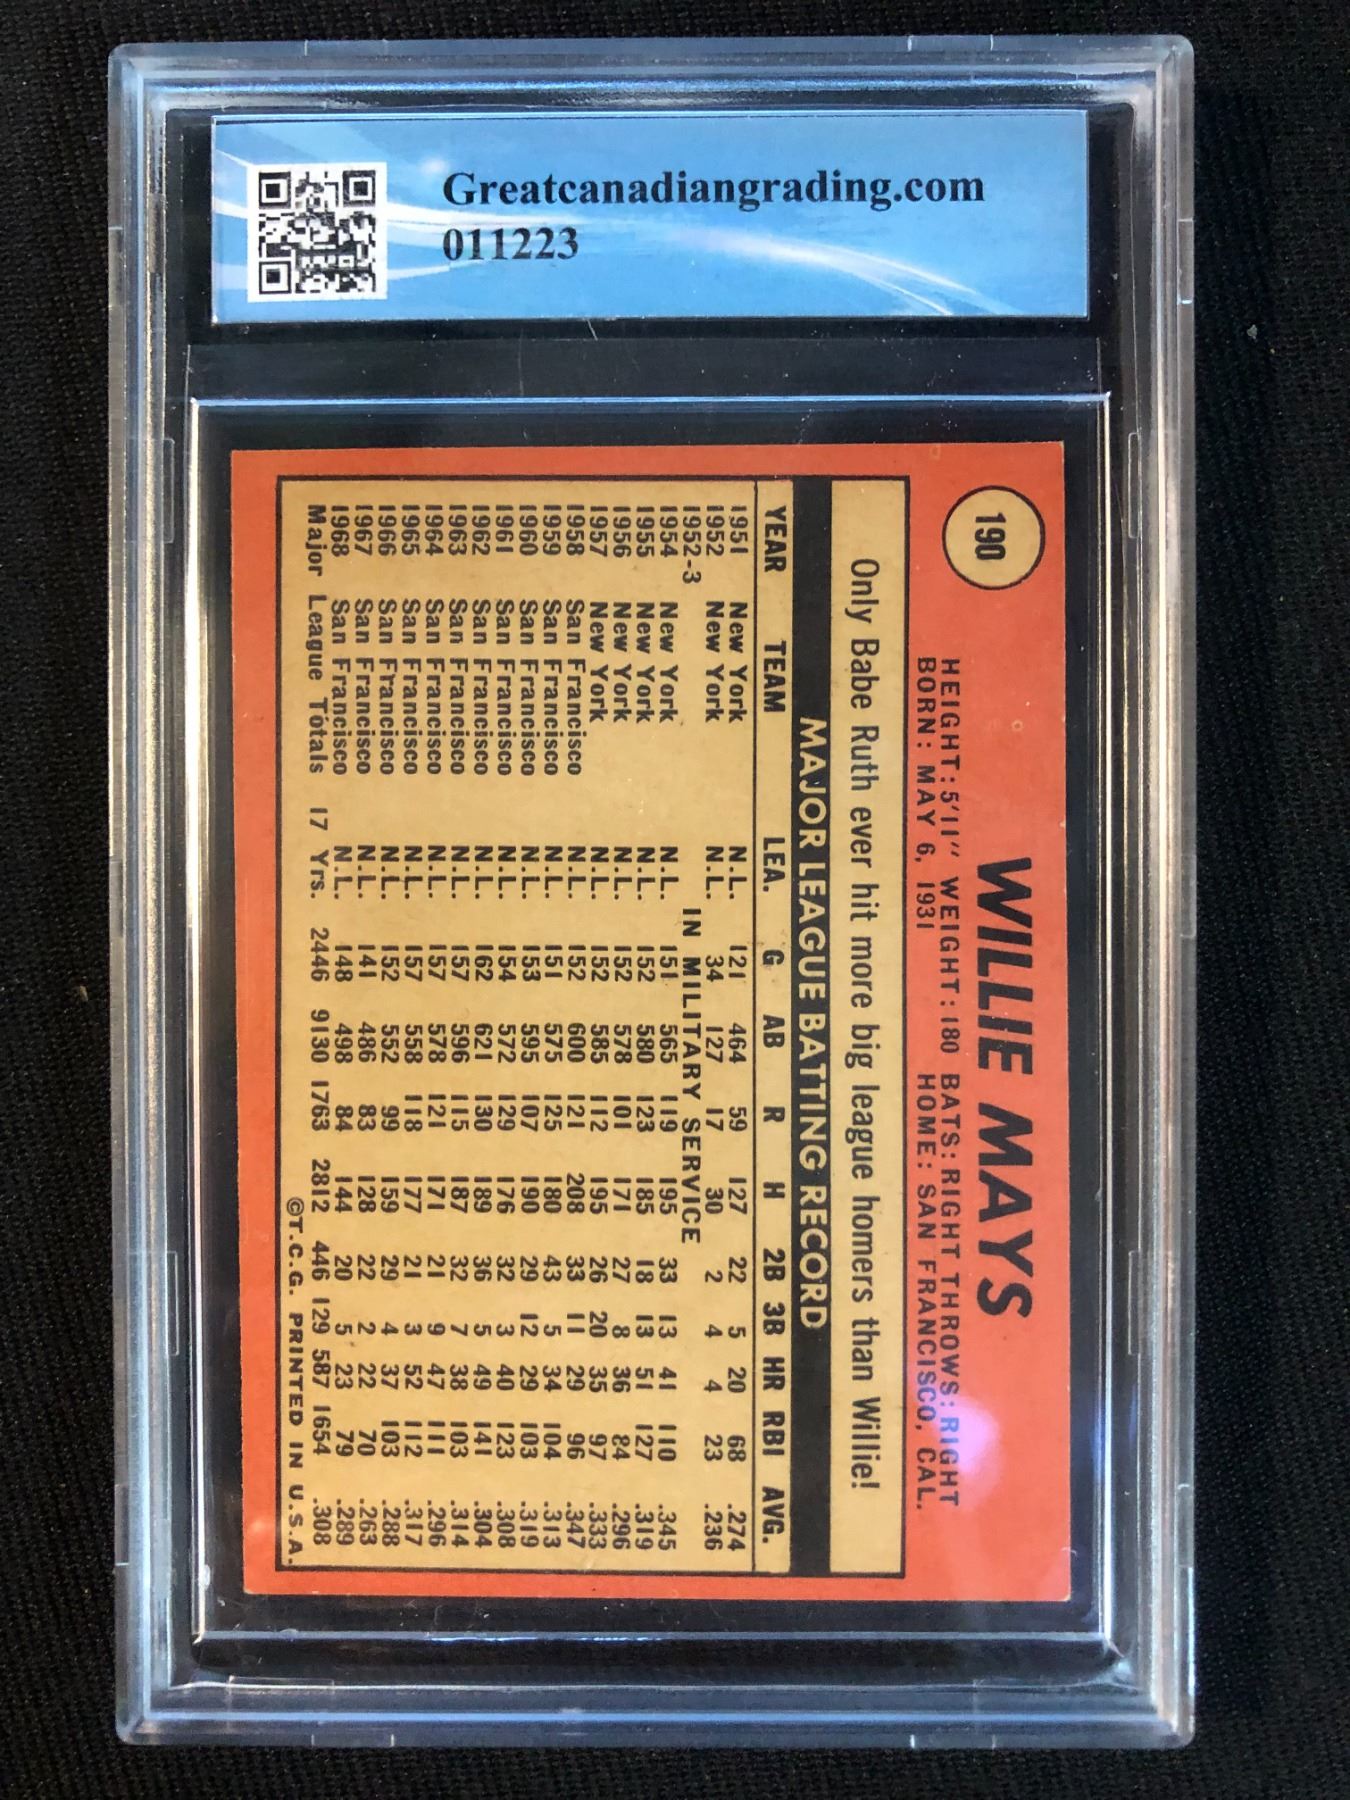 Greatcanadiangrading.com
011223
190
WILLIE MAYS
HEIGHT: 5'11" WEIGHT: 180 BATS: RIGHT THROWS: RIGHT
BORN: MAY 6, 1931 HOME: SAN FRANCISCO, CAL.
Only Babe Ruth ever hit more big league homers than Willie!
MAJOR LEAGUE BATTING RECORD
YEAR TEAM LEA. G AB R H 2B 3B HR RBI AVG.
1951 New York N.L. 121 464 59 127 22 5 20 68 .274
1952 New York N.L. 34 127 17 30 2 4 4 23 .236
1952-3 IN MILITARY SERVICE
1954 New York N.L. 151 565 119 195 33 13 41 110 .345
1955 New York N.L. 152 580 123 185 18 13 51 127 .319
1956 New York N.L. 152 578 101 171 27 8 36 84 .296
1957 New York N.L. 152 585 112 195 26 20 35 97 .333
1958 San Francisco N.L. 152 600 121 208 33 11 29 96 .347
1959 San Francisco N.L. 151 575 125 180 43 5 34 104 .313
1960 San Francisco N.L. 153 595 107 190 29 12 29 103 .319
1961 San Francisco N.L. 154 572 129 176 32 3 40 123 .308
1962 San Francisco N.L. 162 621 130 189 36 5 49 141 .304
1963 San Francisco N.L. 157 596 115 187 32 7 38 103 .314
1964 San Francisco N.L. 157 578 121 171 21 9 47 111 .296
1965 San Francisco N.L. 157 558 118 177 21 3 52 112 .317
1966 San Francisco N.L. 152 552 99 159 29 4 37 103 .288
1967 San Francisco N.L. 141 486 83 128 22 2 22 70 .263
1968 San Francisco N.L. 148 498 84 144 20 5 23 79 .289
Major League Totals 17 Yrs. 2446 9130 1763 2812 446 129 587 1654 .308
©T.C.G. PRINTED IN U.S.A.